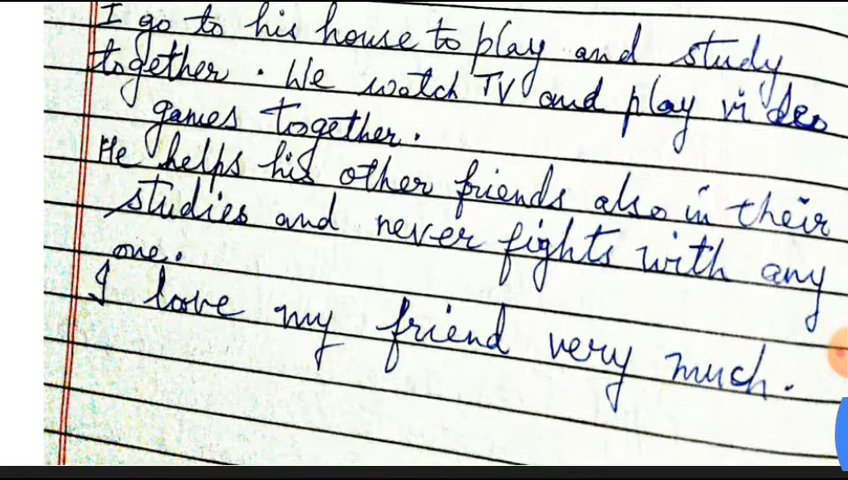 I go to his house to play and study
together. We watch TV and play video
games together.
He helps his other friends also in their
studies and never fights with any
one.
I love my friend very much.